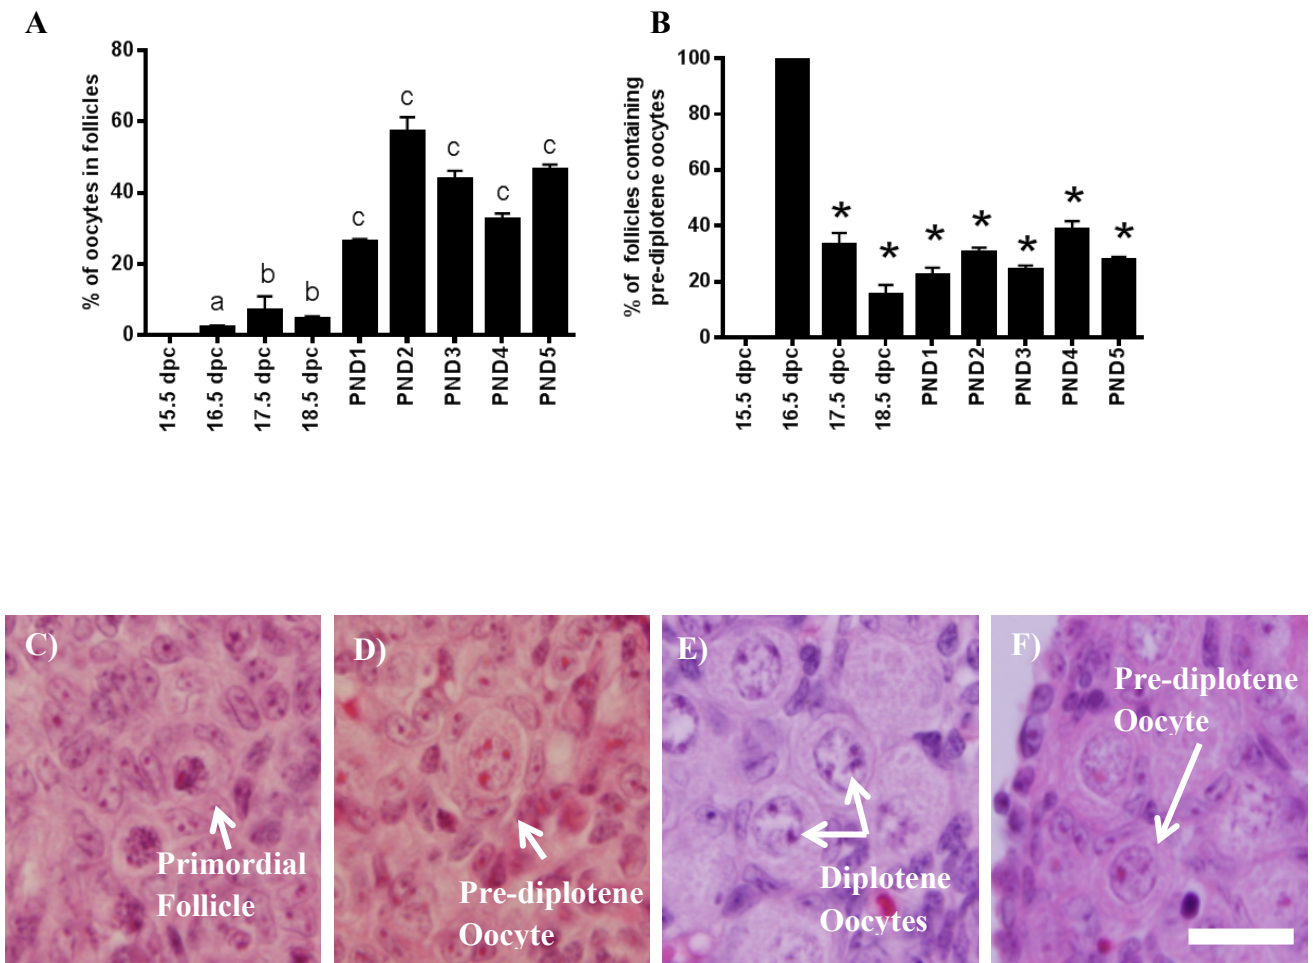 A
% of oocytes in follicles
80
60
40
20
0
a
b
b
c
c
c
c
c
15.5 dpc
16.5 dpc
17.5 dpc
18.5 dpc
PND1
PND2
PND3
PND4
PND5
B
% of follicles containing
pre-diplotene oocytes
100
80
60
40
20
0
*
*
*
*
*
*
*
15.5 dpc
16.5 dpc
17.5 dpc
18.5 dpc
PND1
PND2
PND3
PND4
PND5
C)
Primordial
Follicle
D)
Pre-diplotene
Oocyte
E)
Diplotene
Oocytes
F)
Pre-diplotene
Oocyte